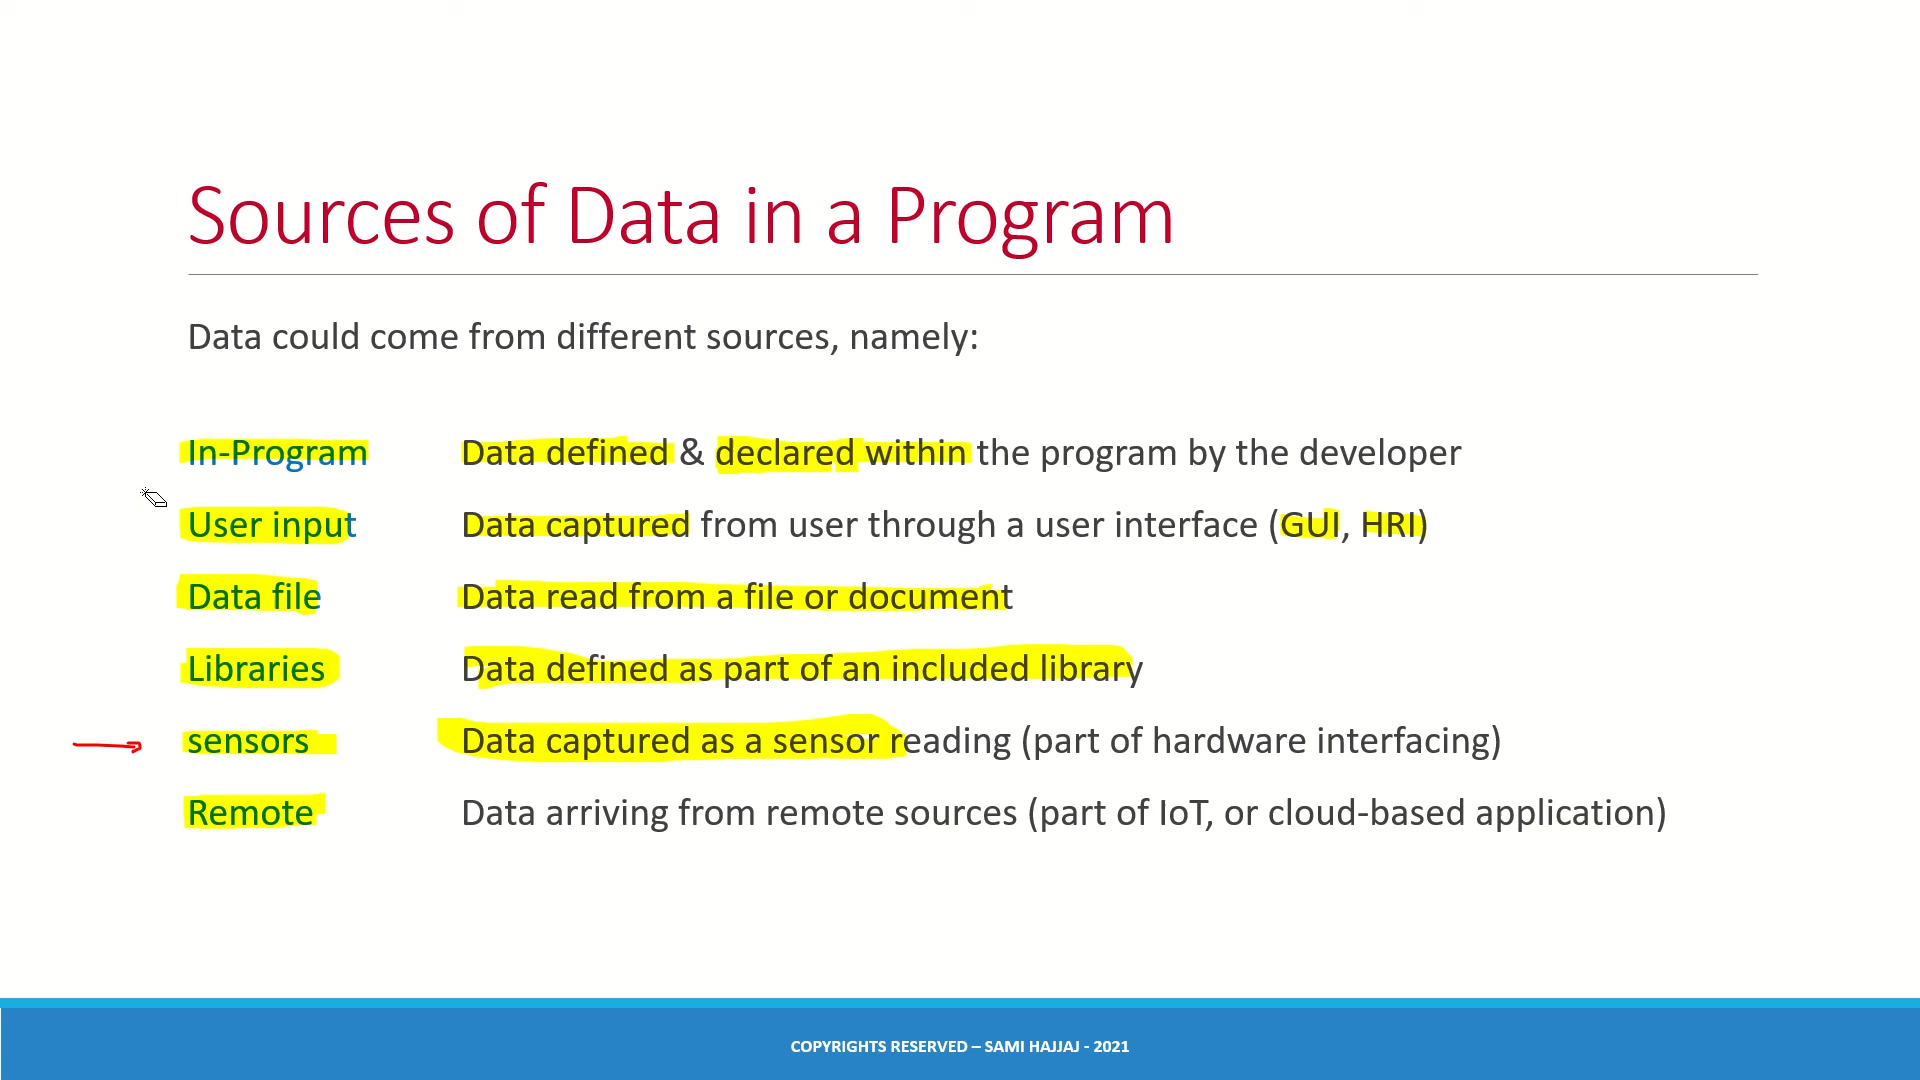 Sources of Data in a Program
Data could come from different sources, namely:
In-Program Data defined & declared within the program by the developer
User input Data captured from user through a user interface (GUI, HRI)
Data file Data read from a file or document
Libraries Data defined as part of an included library
sensors Data captured as a sensor reading (part of hardware interfacing)
Remote Data arriving from remote sources (part of IoT, or cloud-based application)
COPYRIGHTS RESERVED – SAMI HAJJAJ - 2021